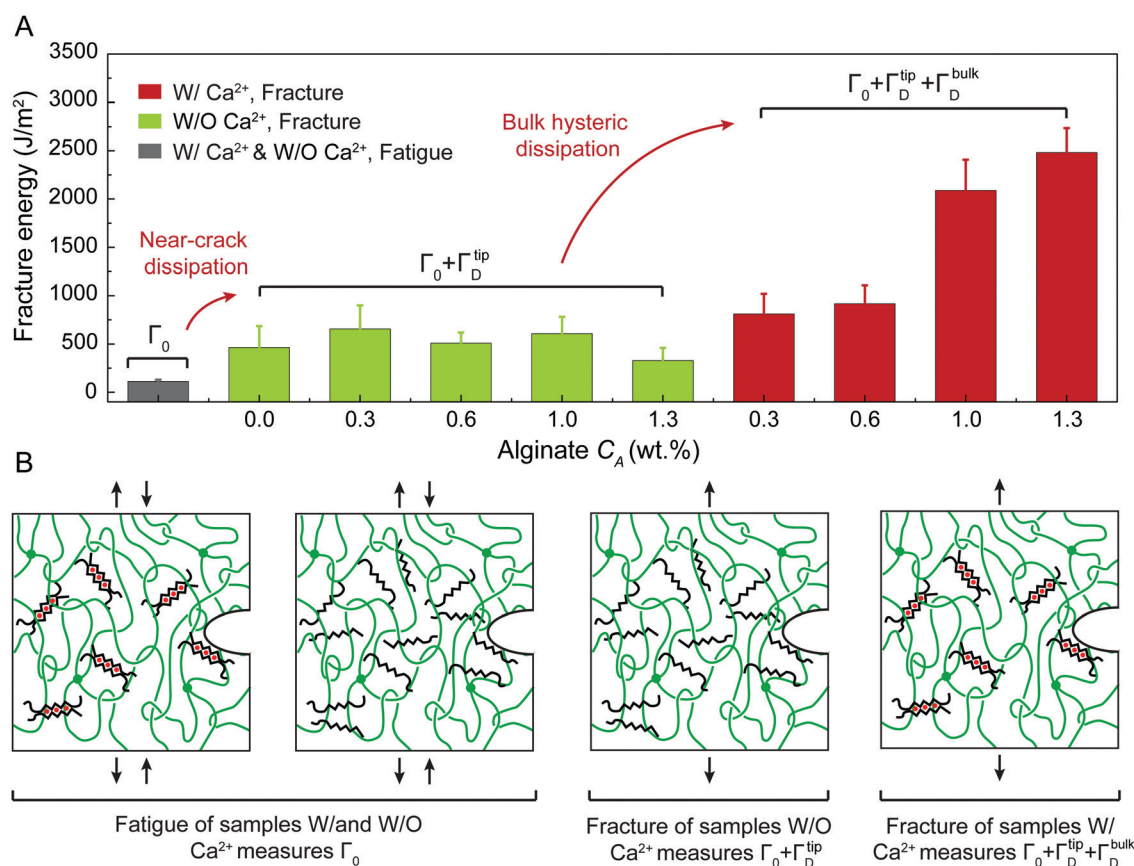 A
3500
3000
2500
2000
1500
1000
500
0
Fracture energy (J/m²)
W/ Ca²⁺, Fracture
W/O Ca²⁺, Fracture
W/ Ca²⁺ & W/O Ca²⁺, Fatigue
Near-crack
dissipation
Bulk hysteric
dissipation
Γ₀
Γ₀+Γ_D^tip
Γ₀+Γ_D^tip+Γ_D^bulk
0.0 0.3 0.6 1.0 1.3 0.3 0.6 1.0 1.3
Alginate C_A (wt.%)
B
Fatigue of samples W/and W/O
Ca²⁺ measures Γ₀
Fracture of samples W/O
Ca²⁺ measures Γ₀+Γ_D^tip
Fracture of samples W/
Ca²⁺ measures Γ₀+Γ_D^tip+Γ_D^bulk